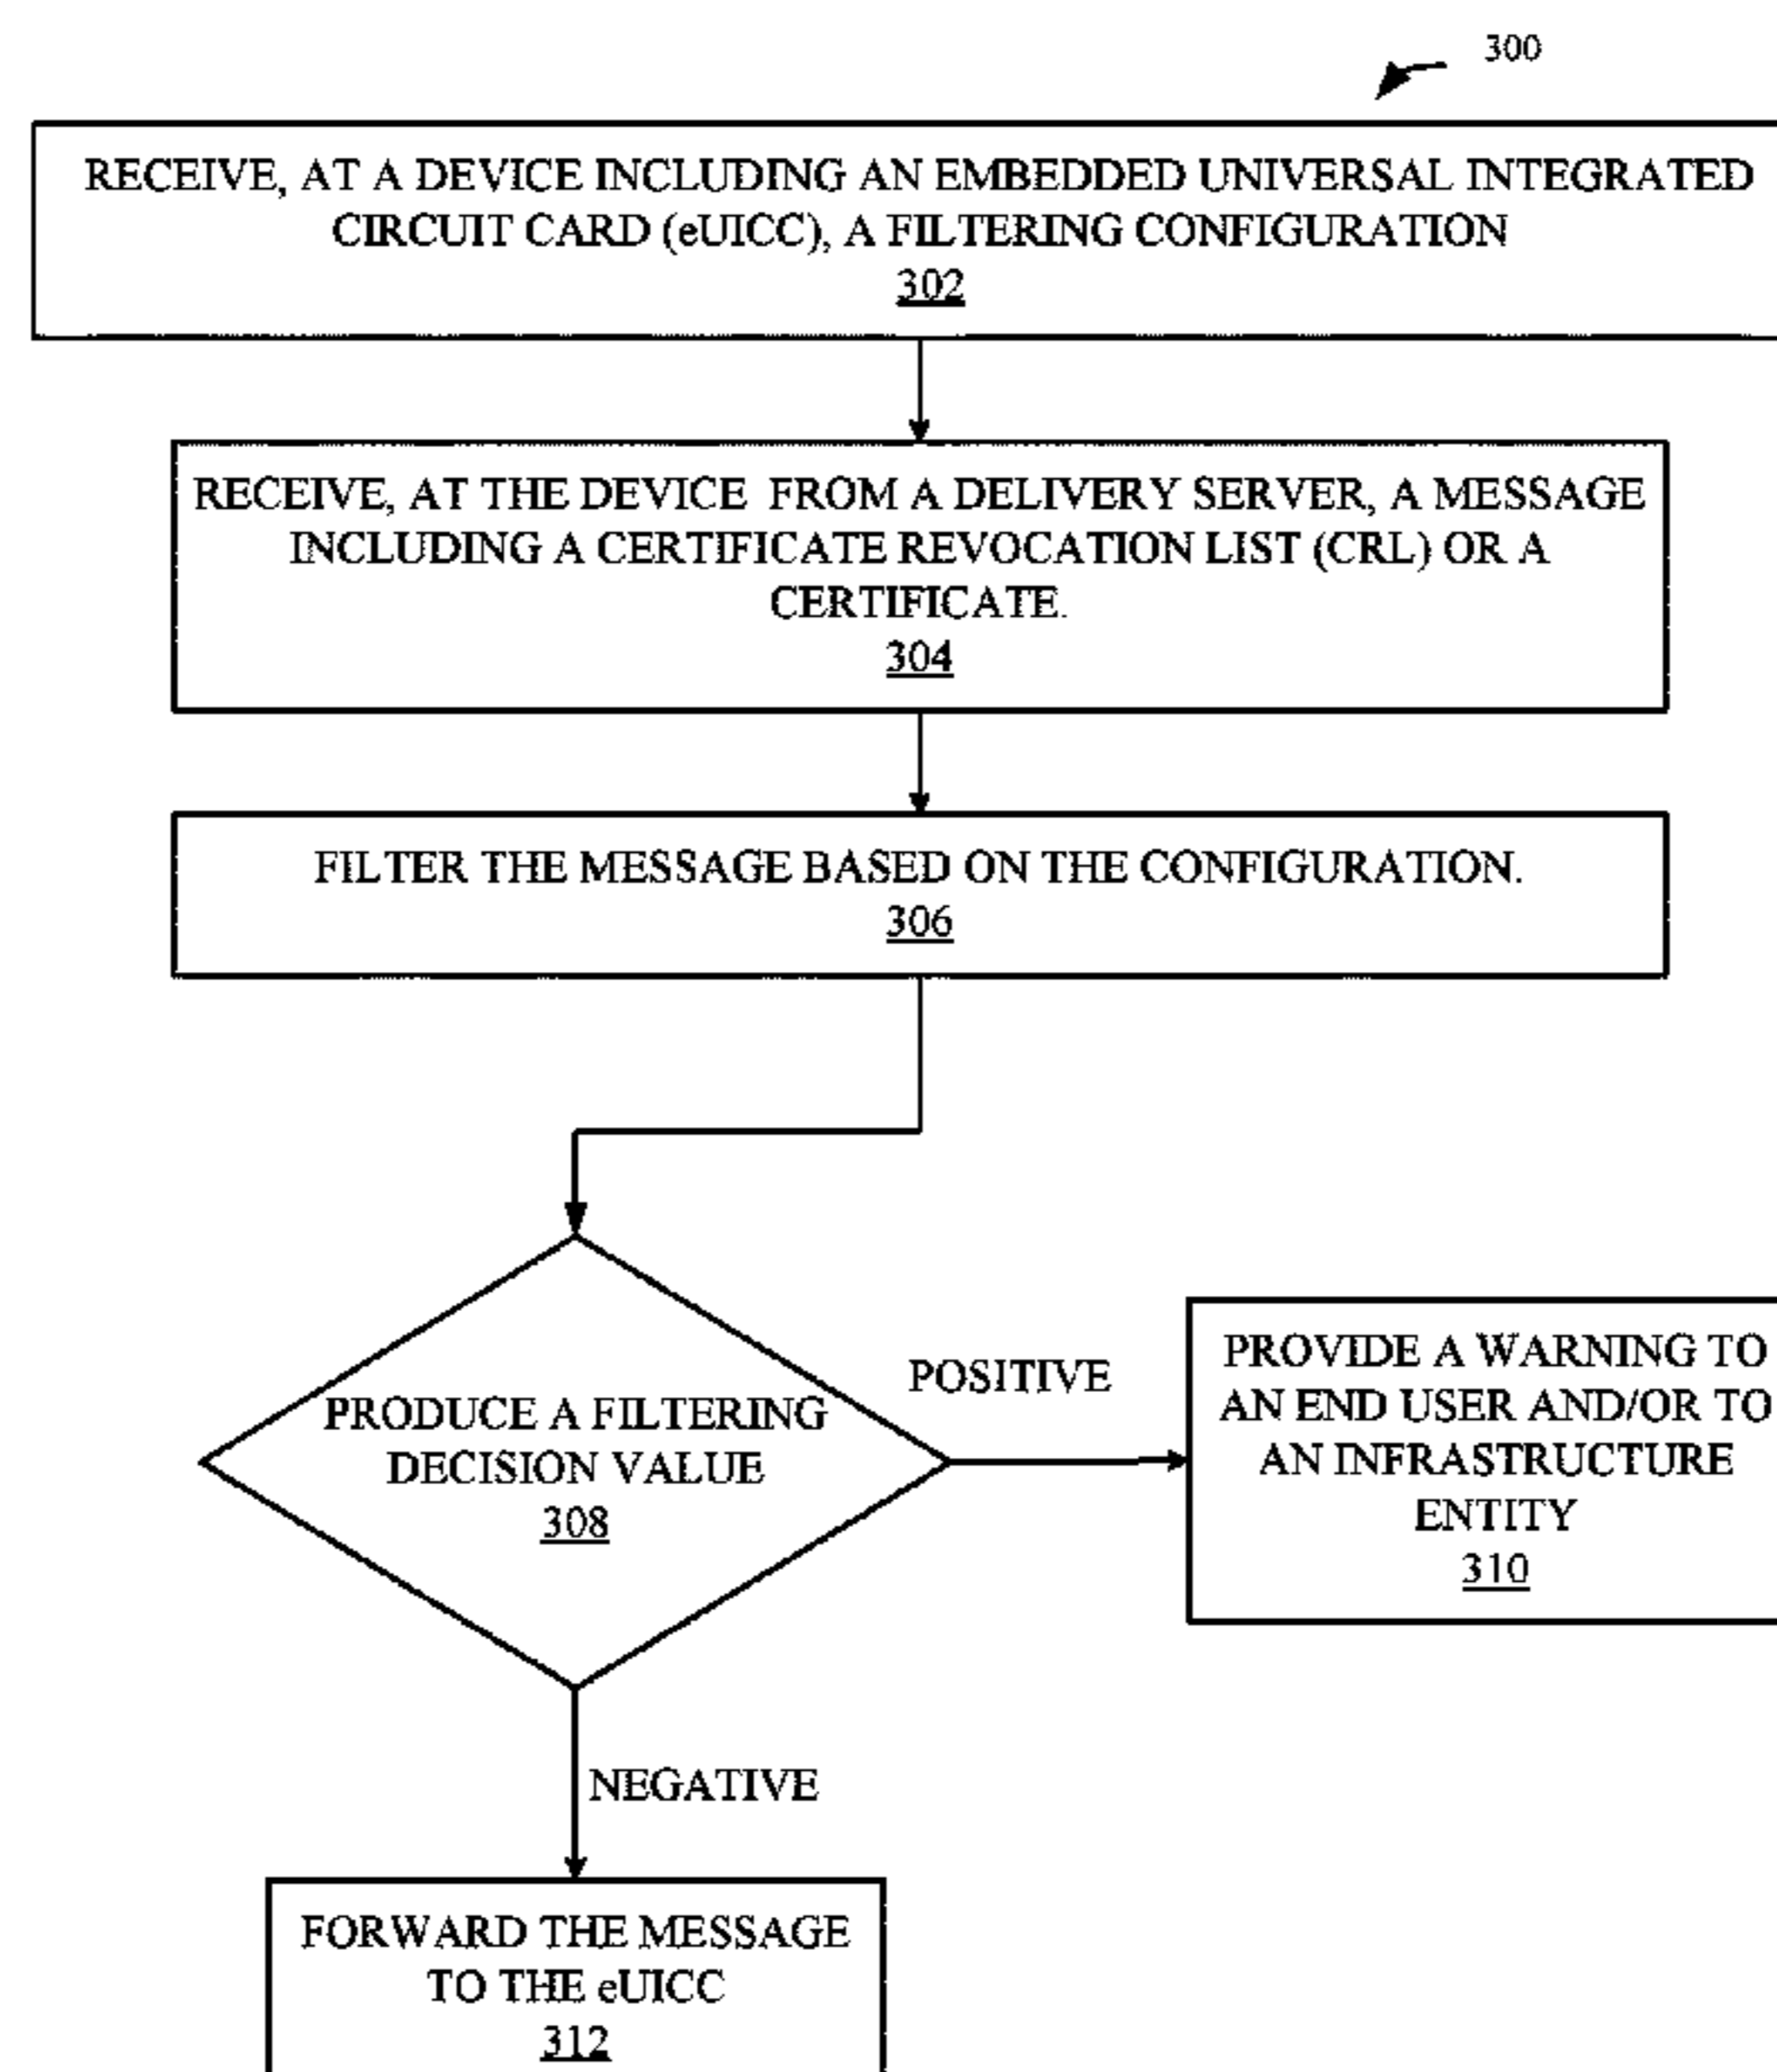 300
RECEIVE, AT A DEVICE INCLUDING AN EMBEDDED UNIVERSAL INTEGRATED
CIRCUIT CARD (eUICC), A FILTERING CONFIGURATION
302
RECEIVE, AT THE DEVICE FROM A DELIVERY SERVER, A MESSAGE
INCLUDING A CERTIFICATE REVOCATION LIST (CRL) OR A
CERTIFICATE.
304
FILTER THE MESSAGE BASED ON THE CONFIGURATION.
306
PRODUCE A FILTERING
DECISION VALUE
308
POSITIVE
PROVIDE A WARNING TO
AN END USER AND/OR TO
AN INFRASTRUCTURE
ENTITY
310
NEGATIVE
FORWARD THE MESSAGE
TO THE eUICC
312